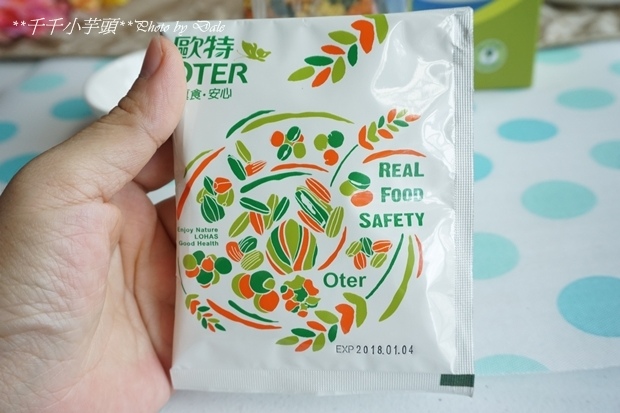 **千千小芋頭**Photo by Dale
歐特
OTER
食·安心
REAL
FOOD
SAFETY
Enjoy Nature
LOHAS
Good Health
Oter
EXP 2018.01.04